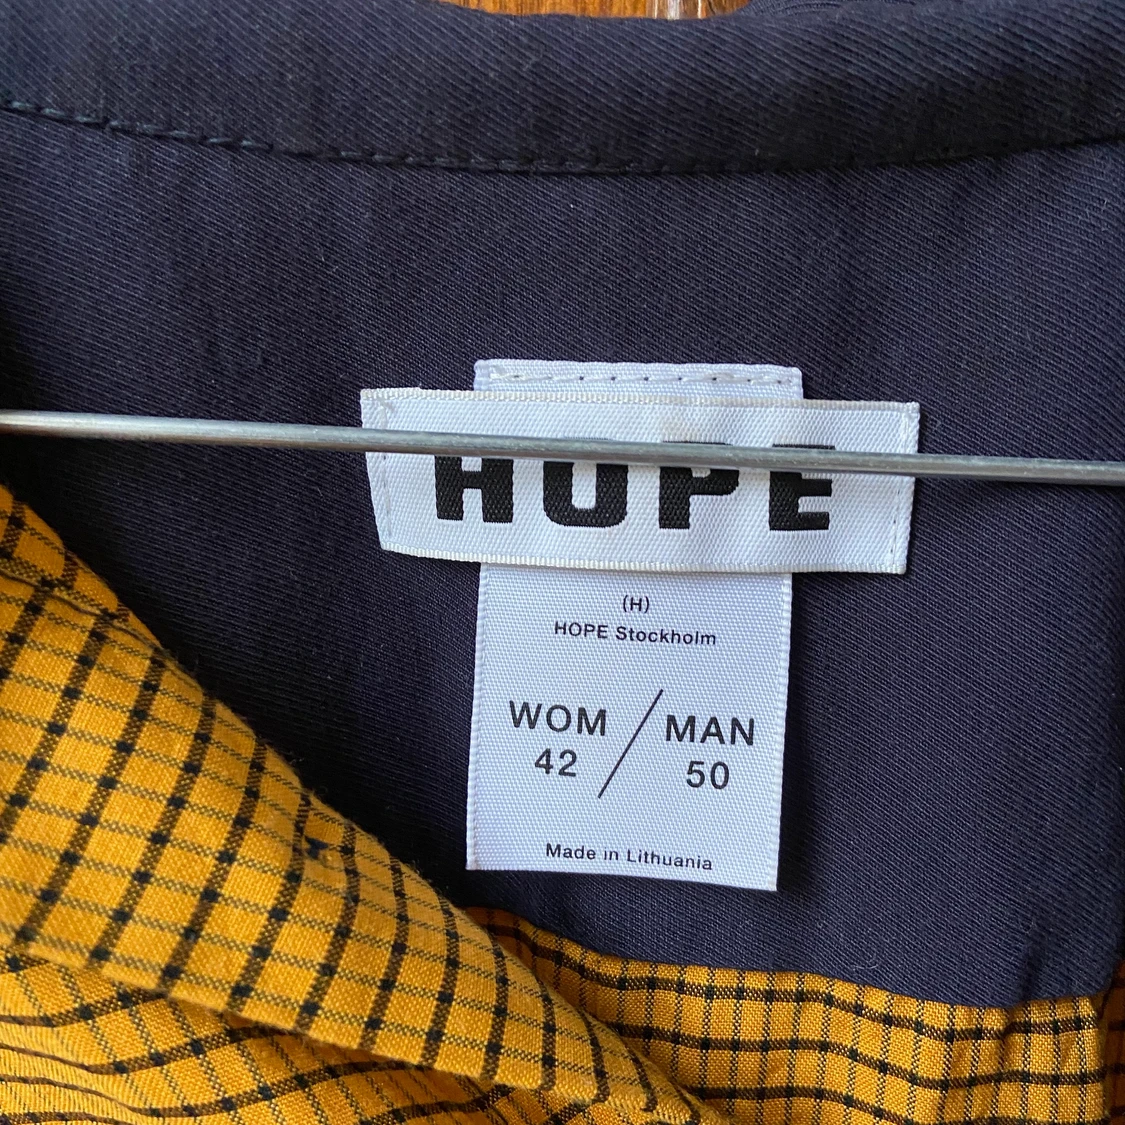 HOPE
(H)
HOPE Stockholm
WOM / MAN
42 50
Made in Lithuania